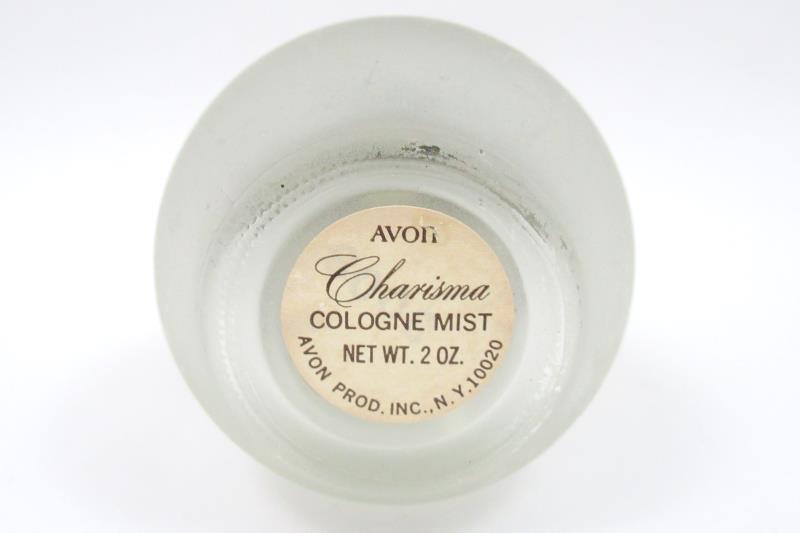 AVON
Charisma
COLOGNE MIST
NET WT. 2 OZ.
AVON PROD. INC., N.Y. 10020